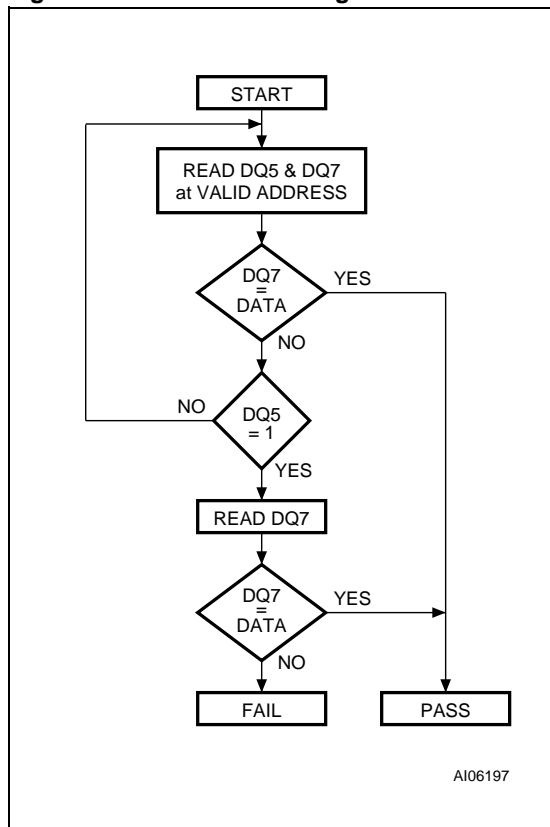 START
READ DQ5 & DQ7
at VALID ADDRESS
DQ7
=
DATA
YES
NO
NO
DQ5
= 1
YES
READ DQ7
DQ7
=
DATA
YES
NO
FAIL
PASS
AI06197